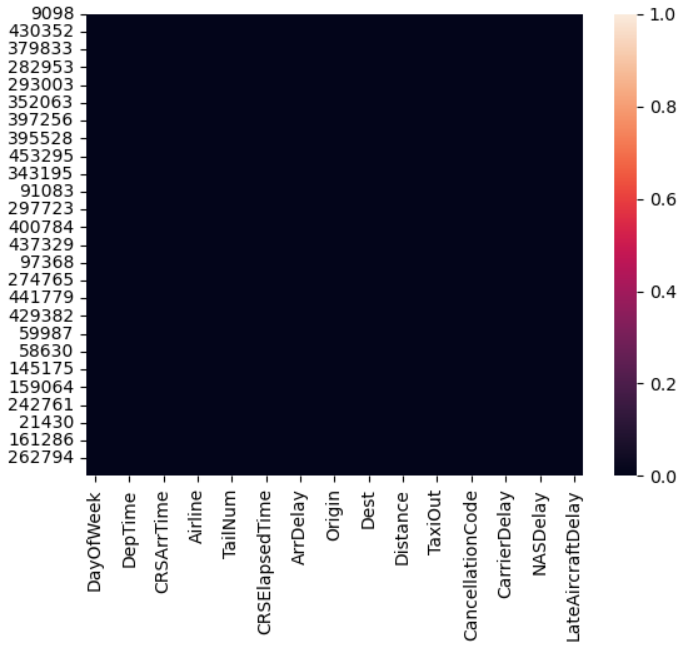 9098
430352
379833
282953
293003
352063
397256
395528
453295
343195
91083
297723
400784
437329
97368
274765
441779
429382
59987
58630
145175
159064
242761
21430
161286
262794
DayOfWeek
DepTime
CRSArrTime
Airline
TailNum
CRSElapsedTime
ArrDelay
Origin
Dest
Distance
TaxiOut
CancellationCode
CarrierDelay
NASDelay
LateAircraftDelay
1.0
0.8
0.6
0.4
0.2
0.0